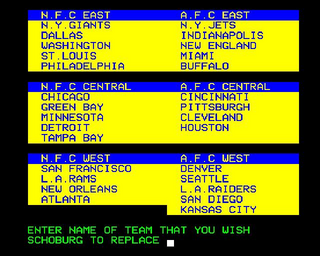 N.F.C EAST A.F.C EAST
N.Y.GIANTS N.Y.JETS
DALLAS INDIANAPOLIS
WASHINGTON NEW ENGLAND
ST.LOUIS MIAMI
PHILADELPHIA BUFFALO
N.F.C CENTRAL A.F.C CENTRAL
CHICAGO CINCINNATI
GREEN BAY PITTSBURGH
MINNESOTA CLEVELAND
DETROIT HOUSTON
TAMPA BAY
N.F.C WEST A.F.C WEST
SAN FRANCISCO DENVER
L.A.RAMS SEATTLE
NEW ORLEANS L.A.RAIDERS
ATLANTA SAN DIEGO
KANSAS CITY
ENTER NAME OF TEAM THAT YOU WISH
SCHOBURG TO REPLACE